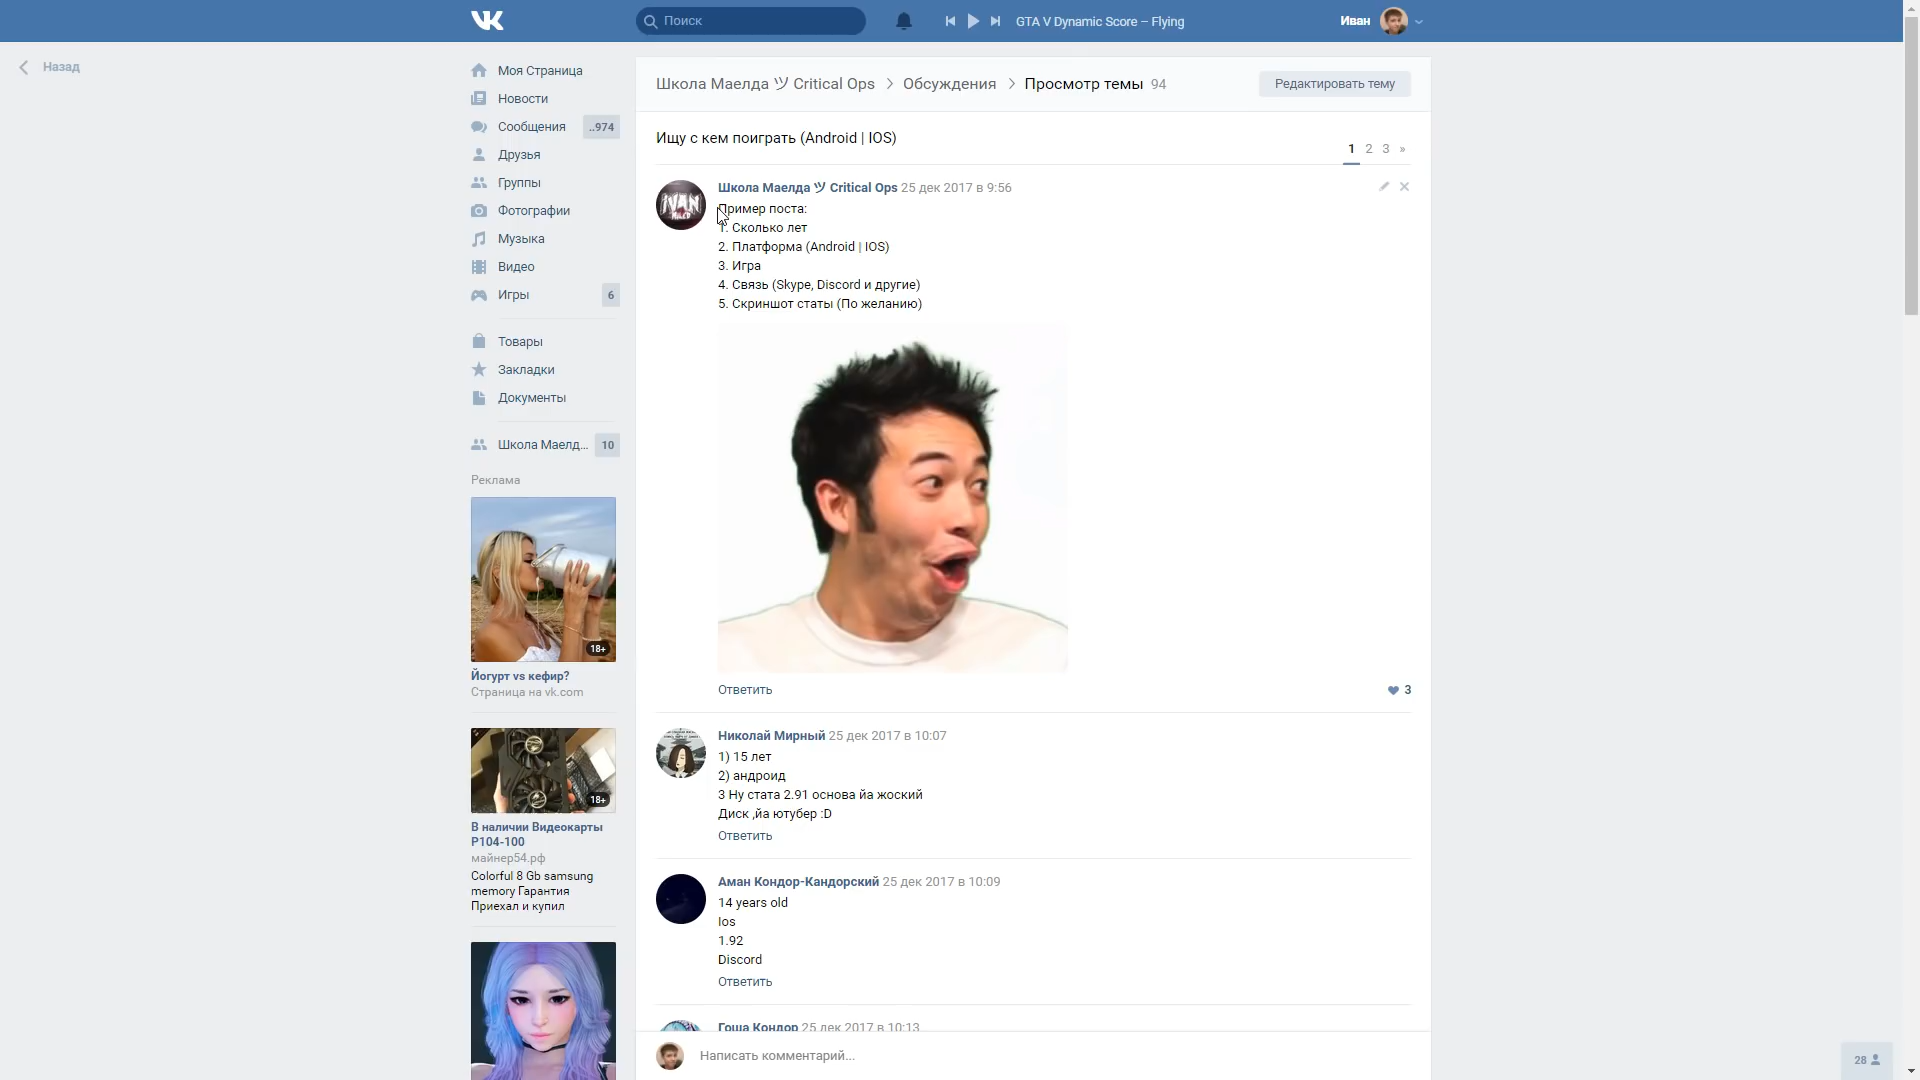 Поиск
GTA V Dynamic Score – Flying
Иван
Назад
Моя Страница
Новости
Сообщения ..974
Друзья
Группы
Фотографии
Музыка
Видео
Игры 6
Товары
Закладки
Документы
Школа Маелд... 10
Реклама
18+
Йогурт vs кефир?
Страница на vk.com
18+
В наличии Видеокарты
P104-100
майнер54.рф
Colorful 8 Gb samsung
memory Гарантия
Приехал и купил
Школа Маелда ツ Critical Ops > Обсуждения > Просмотр темы 94
Редактировать тему
Ищу с кем поиграть (Android | IOS)
1 2 3 »
IVAN
Школа Маелда ツ Critical Ops 25 дек 2017 в 9:56
Пример поста:
1. Сколько лет
2. Платформа (Android | IOS)
3. Игра
4. Связь (Skype, Discord и другие)
5. Скриншот статы (По желанию)
Ответить
3
Николай Мирный 25 дек 2017 в 10:07
1) 15 лет
2) андроид
3 Ну стата 2.91 основа йа жоский
Диск ,йа ютубер :D
Ответить
Аман Кондор-Кандорский 25 дек 2017 в 10:09
14 years old
Ios
1.92
Discord
Ответить
Гоша Кондор 25 дек 2017 в 10:13
Написать комментарий...
28